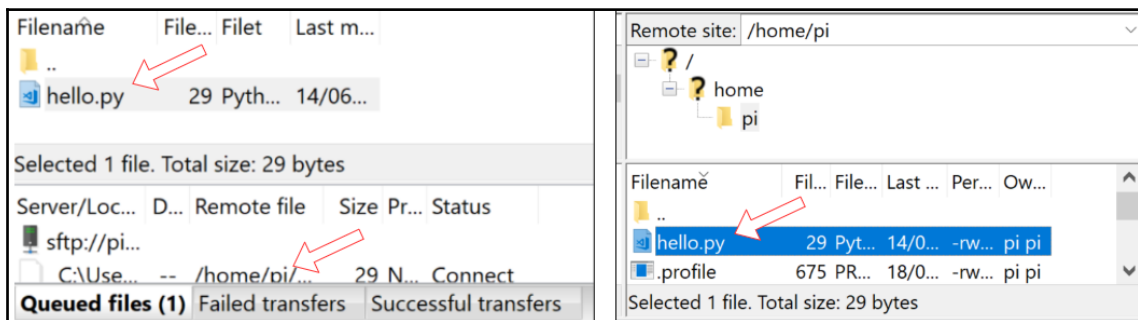 Filename File... Filet Last m...
..
hello.py 29 Pyth... 14/06...
Selected 1 file. Total size: 29 bytes
Server/Loc... D... Remote file Size Pr... Status
sftp://pi...
C:\Use... -- /home/pi/... 29 N... Connect
Queued files (1) Failed transfers Successful transfers
Remote site: /home/pi
? /
? home
pi
Filename Fil... File... Last ... Per... Ow...
..
hello.py 29 Pyt... 14/0... -rw... pi pi
.profile 675 PR... 18/0... -rw... pi pi
Selected 1 file. Total size: 29 bytes